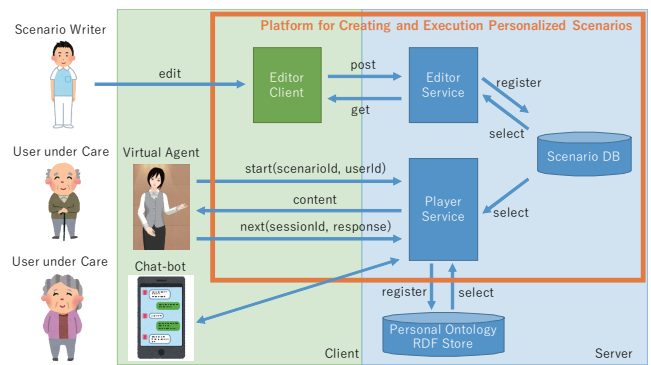 Platform for Creating and Execution Personalized Scenarios
Scenario Writer
edit
Editor
Client
post
get
Editor
Service
register
select
Scenario DB
User under Care
Virtual Agent
start(scenarioId, userId)
content
next(sessionId, response)
Player
Service
select
User under Care
Chat-bot
register
select
Personal Ontology
RDF Store
Client
Server